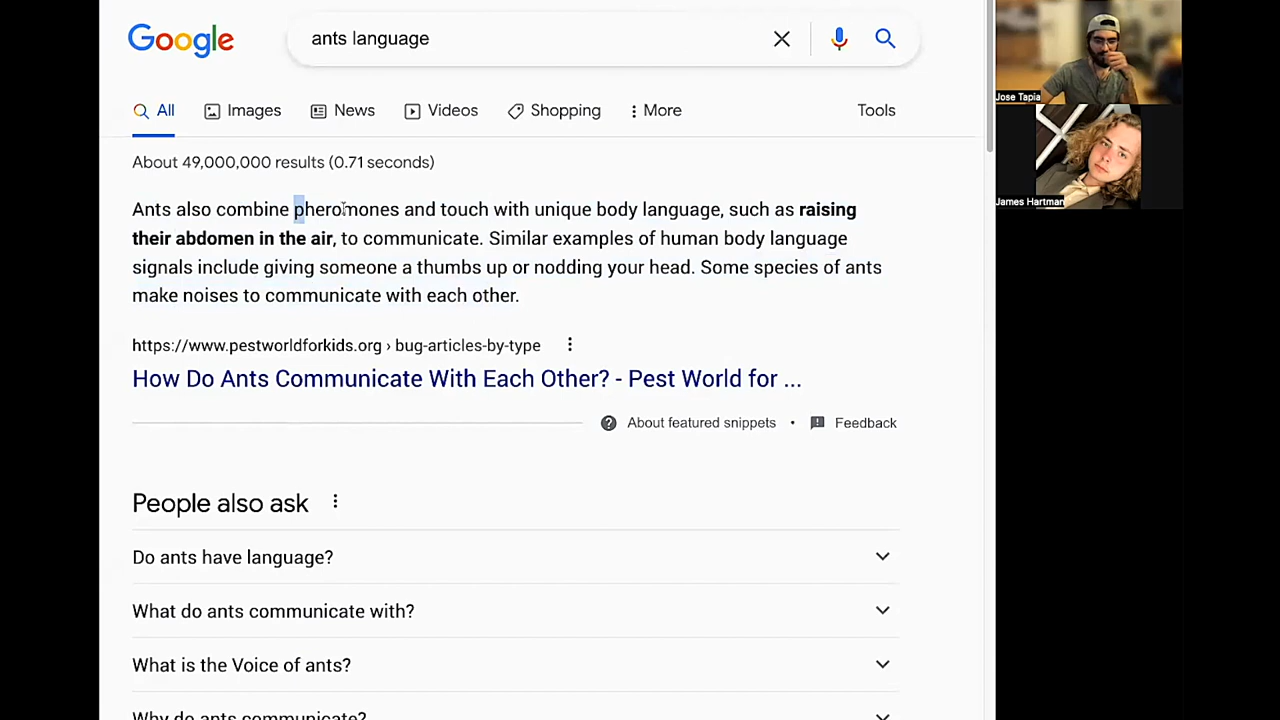 Google
ants language
All
Images
News
Videos
Shopping
More
Tools
About 49,000,000 results (0.71 seconds)
Ants also combine pheromones and touch with unique body language, such as raising
their abdomen in the air, to communicate. Similar examples of human body language
signals include giving someone a thumbs up or nodding your head. Some species of ants
make noises to communicate with each other.
https://www.pestworldforkids.org › bug-articles-by-type
How Do Ants Communicate With Each Other? - Pest World for ...
About featured snippets • Feedback
People also ask
Do ants have language?
What do ants communicate with?
What is the Voice of ants?
Why do ants communicate?
Jose Tapia
James Hartman